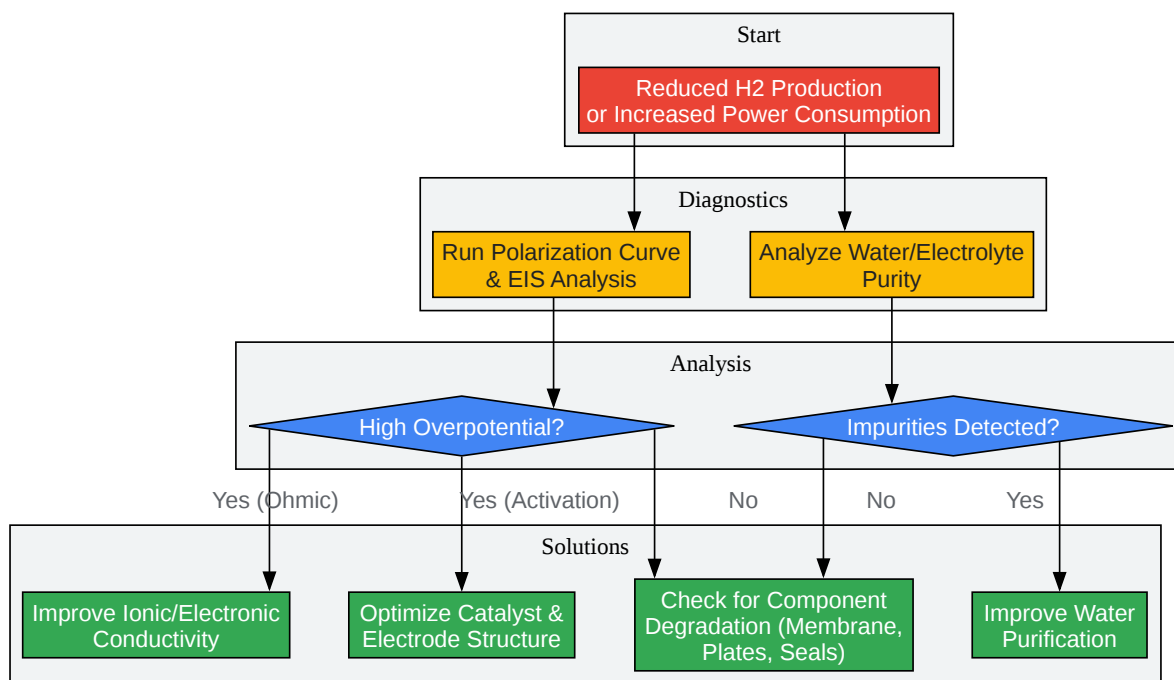 Start
Reduced H2 Production
or Increased Power Consumption
Diagnostics
Run Polarization Curve
& EIS Analysis
Analyze Water/Electrolyte
Purity
Analysis
High Overpotential?
Impurities Detected?
Yes (Ohmic)
Yes (Activation)
No
No
Yes
Solutions
Improve Ionic/Electronic
Conductivity
Optimize Catalyst &
Electrode Structure
Check for Component
Degradation (Membrane,
Plates, Seals)
Improve Water
Purification